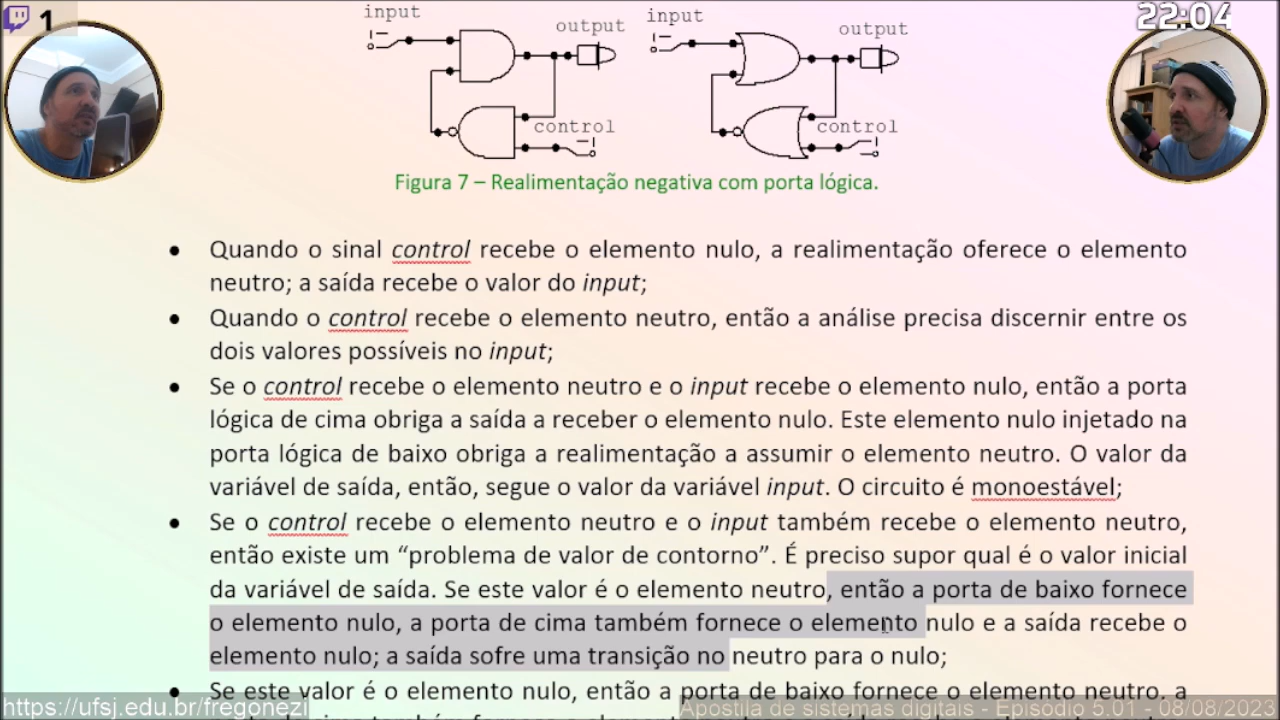 1
22:04
input
output
control
input
output
control
Figura 7 – Realimentação negativa com porta lógica.
• Quando o sinal control recebe o elemento nulo, a realimentação oferece o elemento
neutro; a saída recebe o valor do input;
• Quando o control recebe o elemento neutro, então a análise precisa discernir entre os
dois valores possíveis no input;
• Se o control recebe o elemento neutro e o input recebe o elemento nulo, então a porta
lógica de cima obriga a saída a receber o elemento nulo. Este elemento nulo injetado na
porta lógica de baixo obriga a realimentação a assumir o elemento neutro. O valor da
variável de saída, então, segue o valor da variável input. O circuito é monoestável;
• Se o control recebe o elemento neutro e o input também recebe o elemento neutro,
então existe um “problema de valor de contorno”. É preciso supor qual é o valor inicial
da variável de saída. Se este valor é o elemento neutro, então a porta de baixo fornece
o elemento nulo, a porta de cima também fornece o elemento nulo e a saída recebe o
elemento nulo; a saída sofre uma transição no neutro para o nulo;
• Se este valor é o elemento nulo, então a porta de baixo fornece o elemento neutro, a
https://ufsj.edu.br/fregonezi
Apostila de sistemas digitais - Episódio 5.01 - 08/08/2023